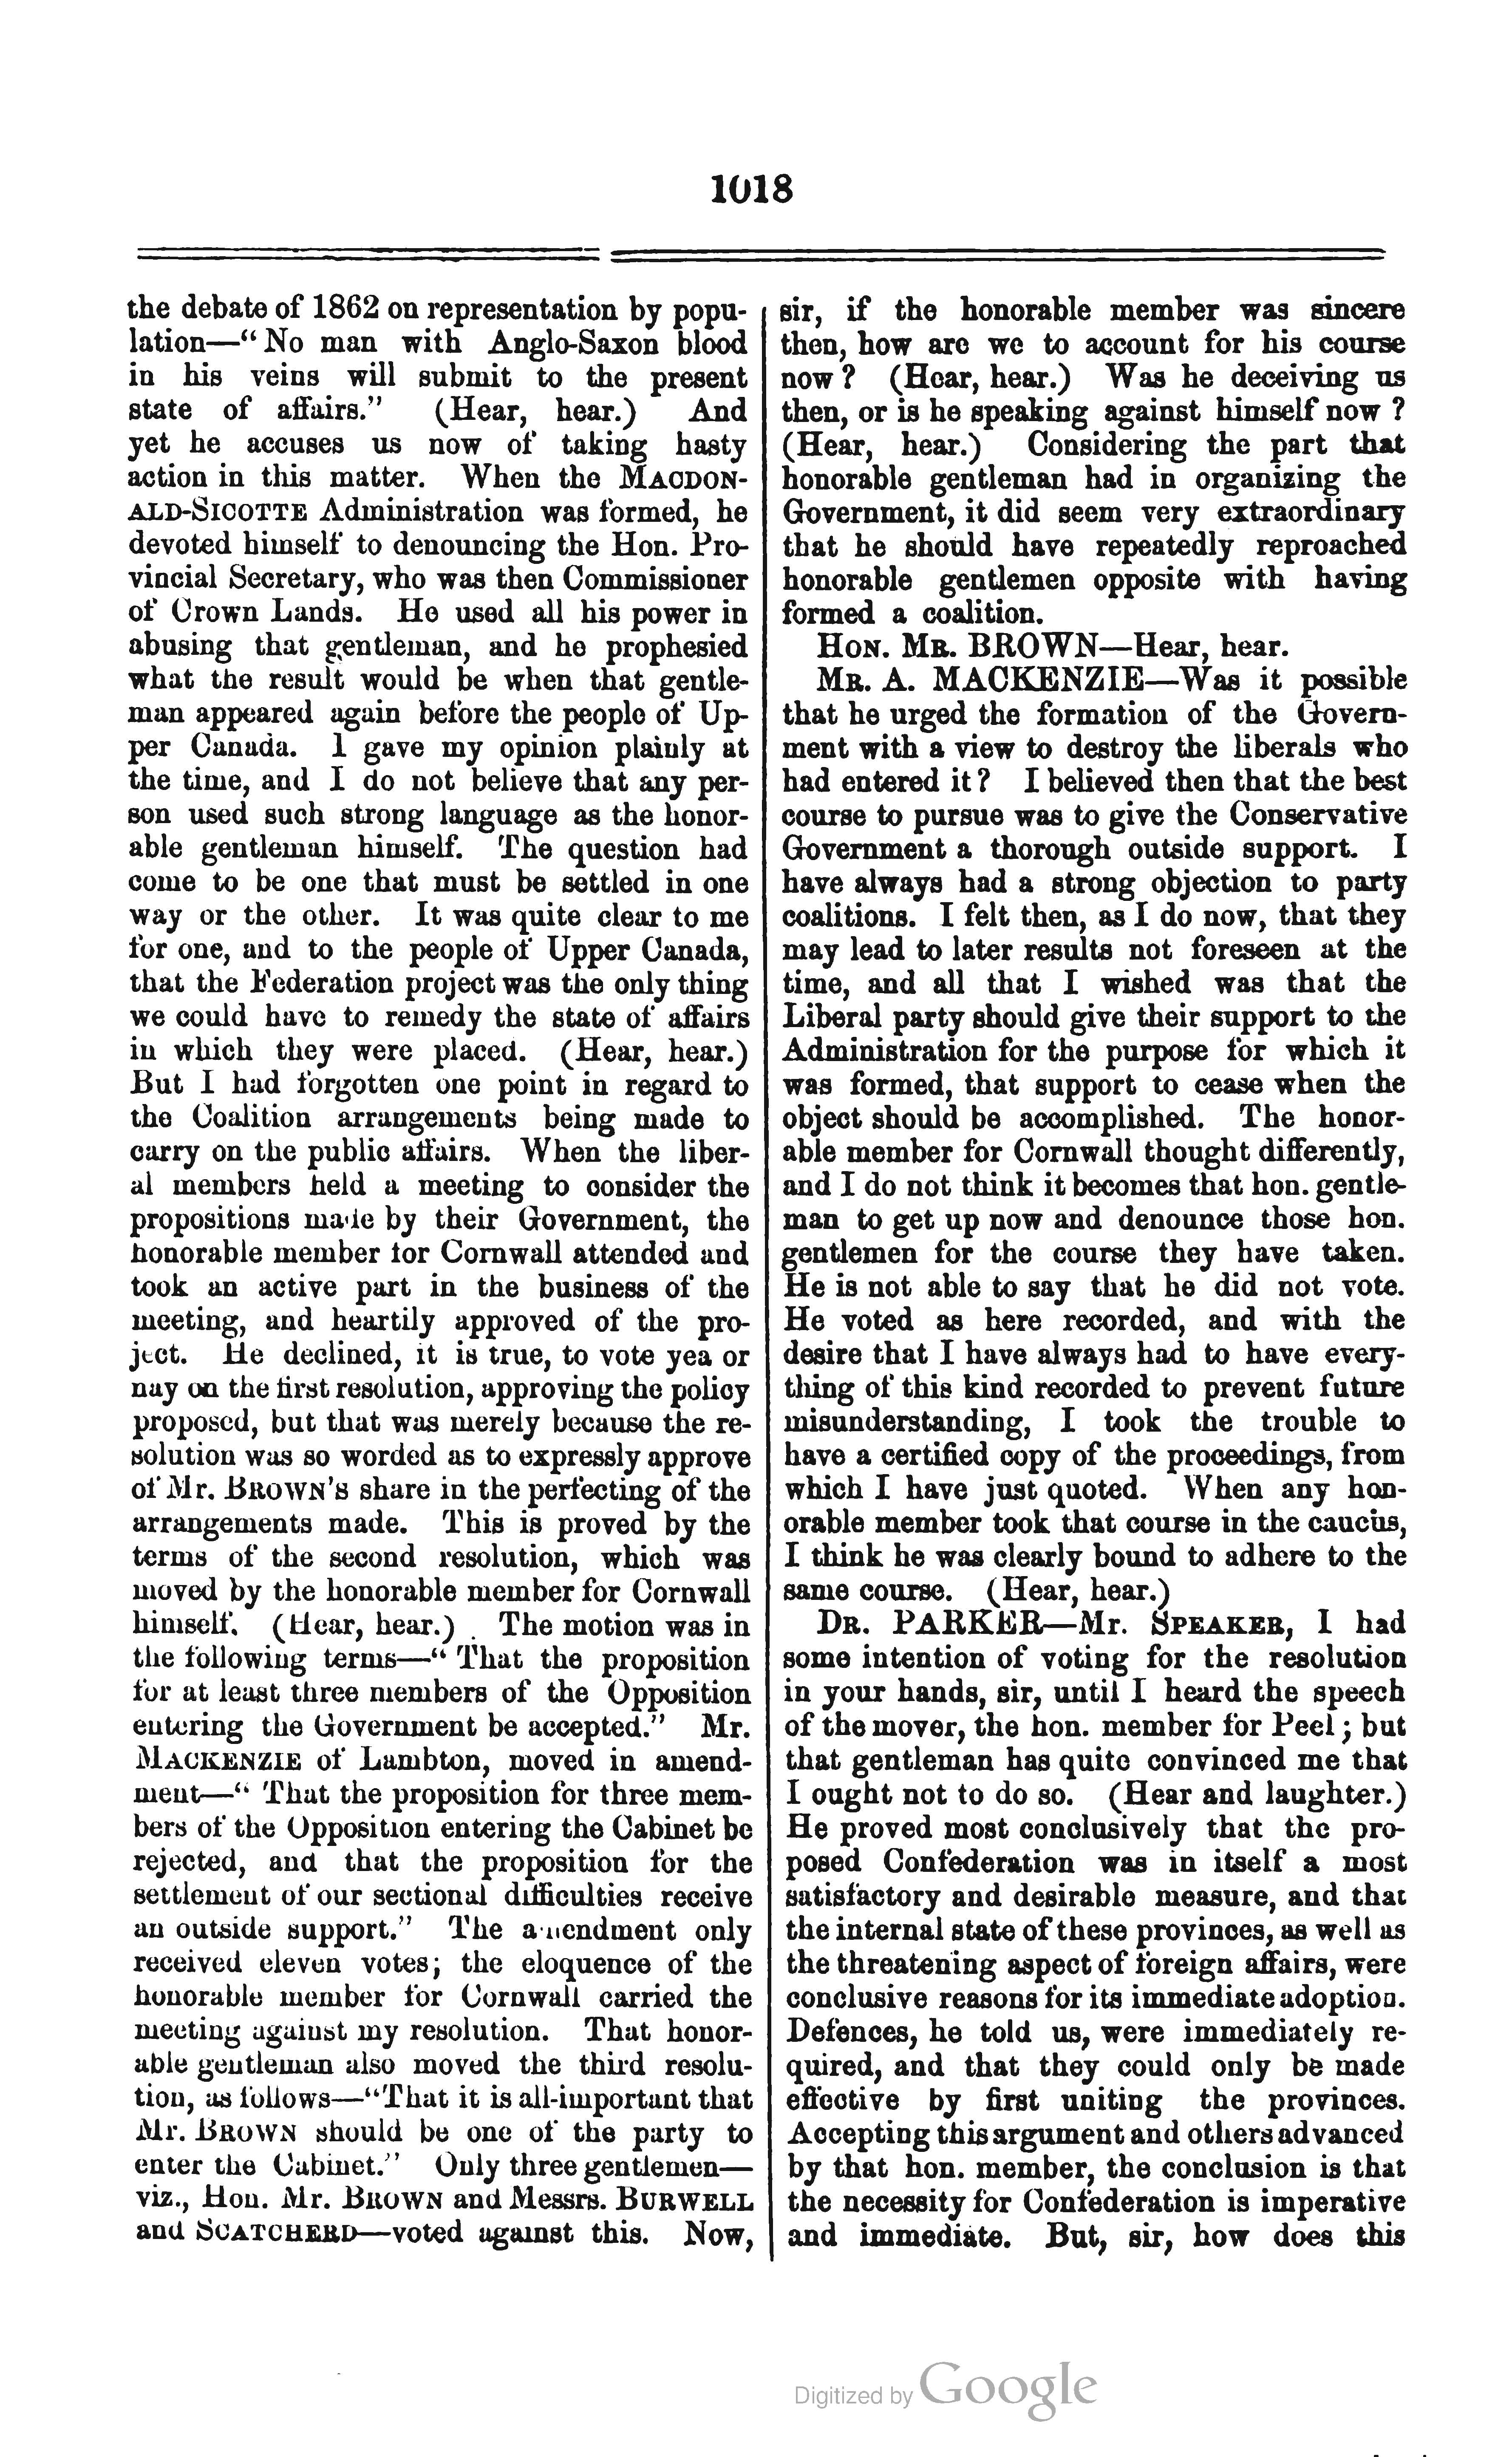 1018
the debate of 1862 on representation by popu-
lation—"No man with Anglo-Saxon blood
in his veins will submit to the present
state of affairs." (Hear, hear.) And
yet he accuses us now of taking hasty
action in this matter. When the MACDON-
ALD-SICOTTE Administration was formed, he
devoted himself to denouncing the Hon. Pro-
vincial Secretary, who was then Commissioner
of Crown Lands. He used all his power in
abusing that gentleman, and he prophesied
what the result would be when that gentle-
man appeared again before the people of Up-
per Canada. I gave my opinion plainly at
the time, and I do not believe that any per-
son used such strong language as the honor-
able gentleman himself. The question had
come to be one that must be settled in one
way or the other. It was quite clear to me
for one, and to the people of Upper Canada,
that the Federation project was the only thing
we could have to remedy the state of affairs
in which they were placed. (Hear, hear.)
But I had forgotten one point in regard to
the Coalition arrangements being made to
carry on the public affairs. When the liber-
al members held a meeting to consider the
propositions made by their Government, the
honorable member for Cornwall attended and
took an active part in the business of the
meeting, and heartily approved of the pro-
ject. He declined, it is true, to vote yea or
nay on the first resolution, approving the policy
proposed, but that was merely because the re-
solution was so worded as to expressly approve
of Mr. BROWN'S share in the perfecting of the
arrangements made. This is proved by the
terms of the second resolution, which was
moved by the honorable member for Cornwall
himself. (Hear, hear.) The motion was in
the following terms—"That the proposition
for at least three members of the Opposition
entering the Government be accepted." Mr.
MACKENZIE of Lambton, moved in amend-
ment—"That the proposition for three mem-
bers of the Opposition entering the Cabinet be
rejected, and that the proposition for the
settlement of our sectional difficulties receive
an outside support." The amendment only
received eleven votes; the eloquence of the
honorable member for Cornwall carried the
meeting against my resolution. That honor-
able gentleman also moved the third resolu-
tion, as follows—"That it is all-important that
Mr. BROWN should be one of the party to
enter the Cabinet." Only three gentlemen—
viz., Hon. Mr. BROWN and Messrs. BURWELL
and SCATCHERD—voted against this. Now,
sir, if the honorable member was sincere
then, how are we to account for his course
now? (Hear, hear.) Was he deceiving us
then, or is he speaking against himself now?
(Hear, hear.) Considering the part that
honorable gentleman had in organizing the
Government, it did seem very extraordinary
that he should have repeatedly reproached
honorable gentlemen opposite with having
formed a coalition.
HON. MR. BROWN—Hear, hear.
MR. A. MACKENZIE—Was it possible
that he urged the formation of the Govern-
ment with a view to destroy the liberals who
had entered it? I believed then that the best
course to pursue was to give the Conservative
Government a thorough outside support. I
have always had a strong objection to party
coalitions. I felt then, as I do now, that they
may lead to later results not foreseen at the
time, and all that I wished was that the
Liberal party should give their support to the
Administration for the purpose for which it
was formed, that support to cease when the
object should be accomplished. The honor-
able member for Cornwall thought differently,
and I do not think it becomes that hon. gentle-
man to get up now and denounce those hon.
gentlemen for the course they have taken.
He is not able to say that he did not vote.
He voted as here recorded, and with the
desire that I have always had to have every-
thing of this kind recorded to prevent future
misunderstanding, I took the trouble to
have a certified copy of the proceedings, from
which I have just quoted. When any hon-
orable member took that course in the caucus,
I think he was clearly bound to adhere to the
same course. (Hear, hear.)
DR. PARKER—Mr. SPEAKER, I had
some intention of voting for the resolution
in your hands, sir, until I heard the speech
of the mover, the hon. member for Peel; but
that gentleman has quite convinced me that
I ought not to do so. (Hear and laughter.)
He proved most conclusively that the pro-
posed Confederation was in itself a most
satisfactory and desirable measure, and that
the internal state of these provinces, as well as
the threatening aspect of foreign affairs, were
conclusive reasons for its immediate adoption.
Defences, he told us, were immediately re-
quired, and that they could only be made
effective by first uniting the provinces.
Accepting this argument and others advanced
by that hon. member, the conclusion is that
the necessity for Confederation is imperative
and immediate. But, sir, how does this
Digitized by Google